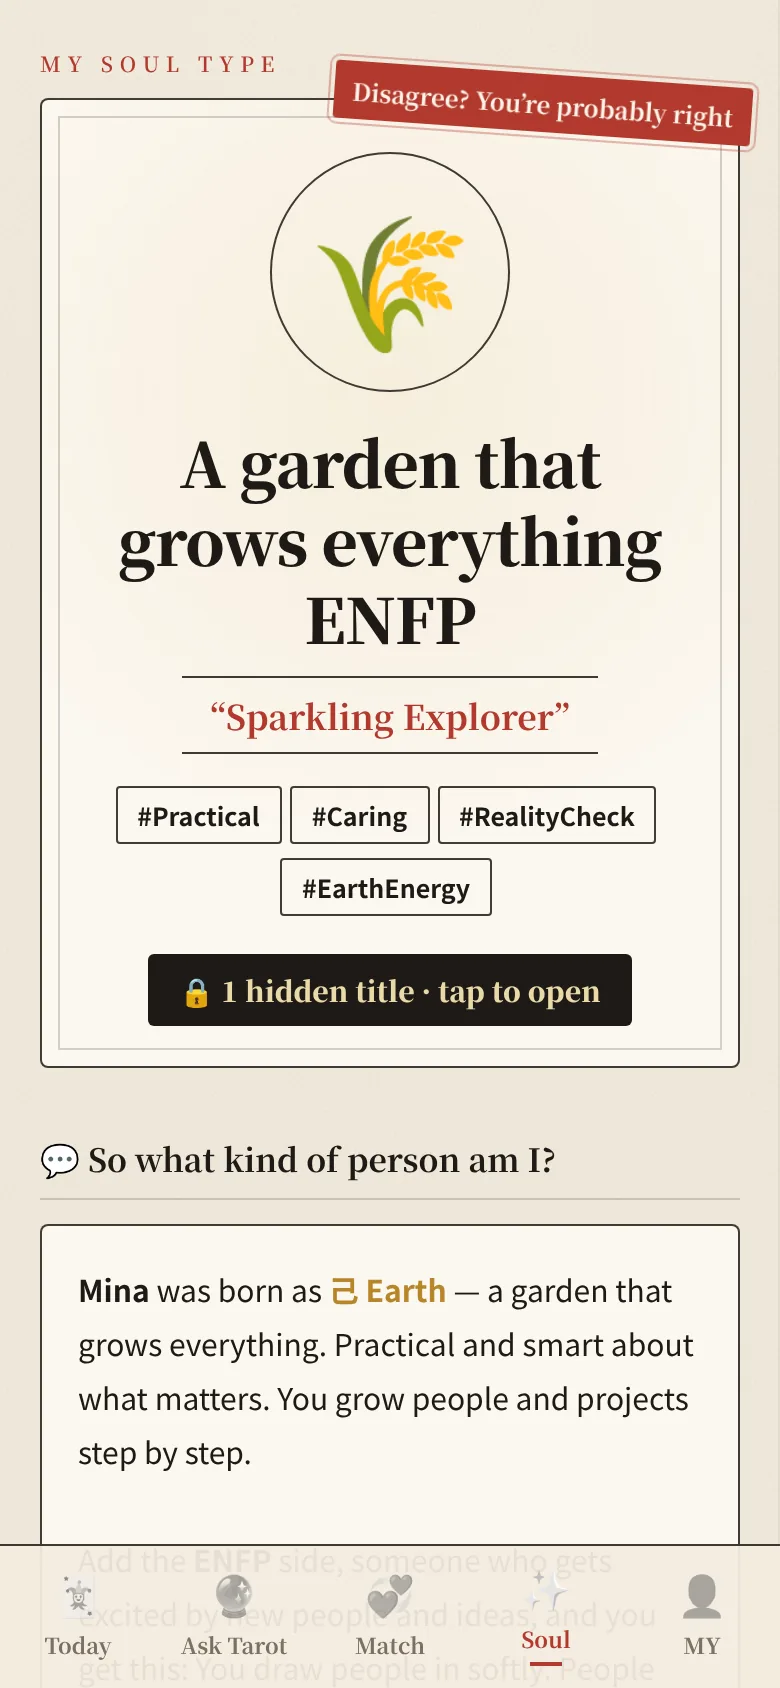 MY SOUL TYPE
Disagree? You’re probably right
A garden that
grows everything
ENFP
“Sparkling Explorer”
#Practical #Caring #RealityCheck
#EarthEnergy
1 hidden title · tap to open
So what kind of person am I?
Mina was born as 己 Earth — a garden that
grows everything. Practical and smart about
what matters. You grow people and projects
step by step.
Add the ENFP side, someone who gets
excited by new people and ideas, and you
get this: You draw people in softly. People
Today Ask Tarot Match Soul MY